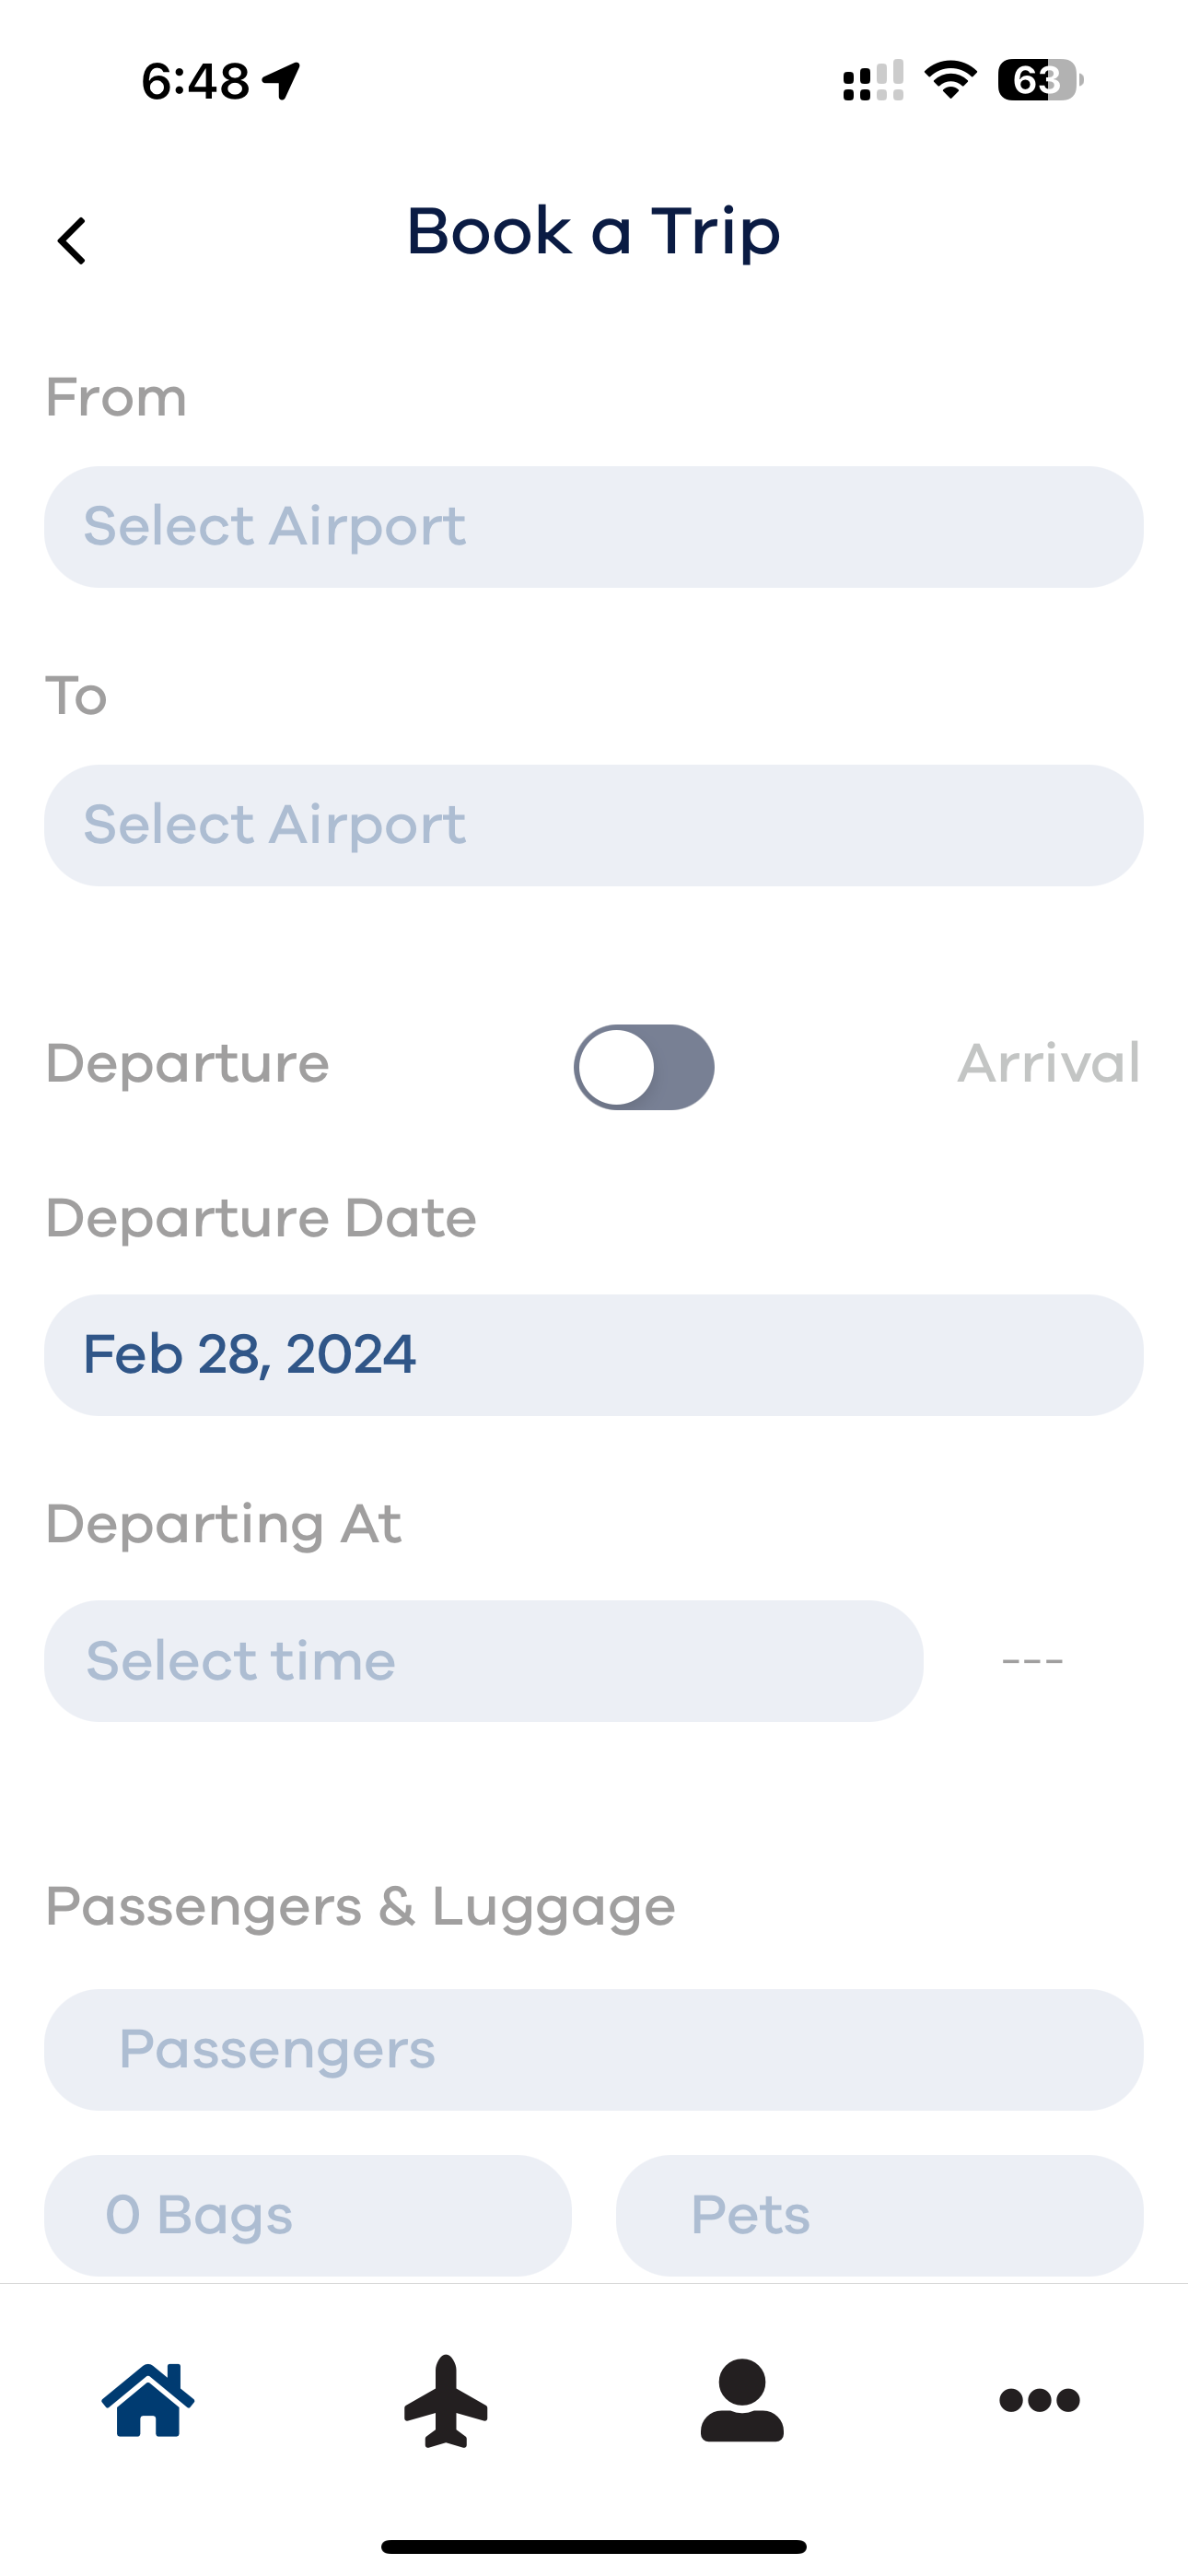 6:48
63
Book a Trip
From
Select Airport
To
Select Airport
Departure
Arrival
Departure Date
Feb 28, 2024
Departing At
Select time
---
Passengers & Luggage
Passengers
0 Bags
Pets